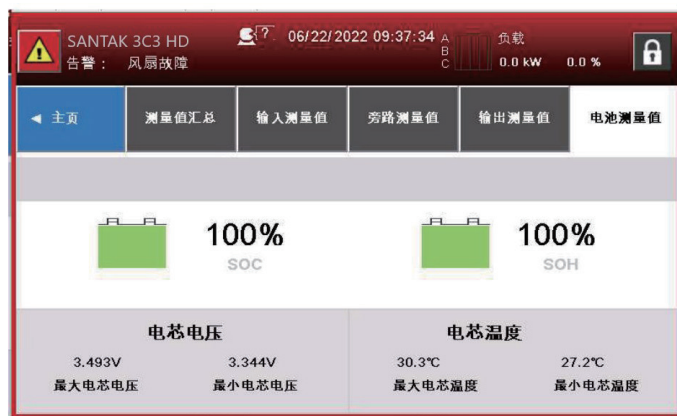 SANTAK 3C3 HD
06/22/2022 09:37:34
A
B
C
负载
告警： 风扇故障
0.0 kW 0.0 %
◄ 主页
测量值汇总
输入测量值
旁路测量值
输出测量值
电池测量值
100%
SOC
100%
SOH
电芯电压
3.493V
3.344V
最大电芯电压
最小电芯电压
电芯温度
30.3℃
27.2℃
最大电芯温度
最小电芯温度